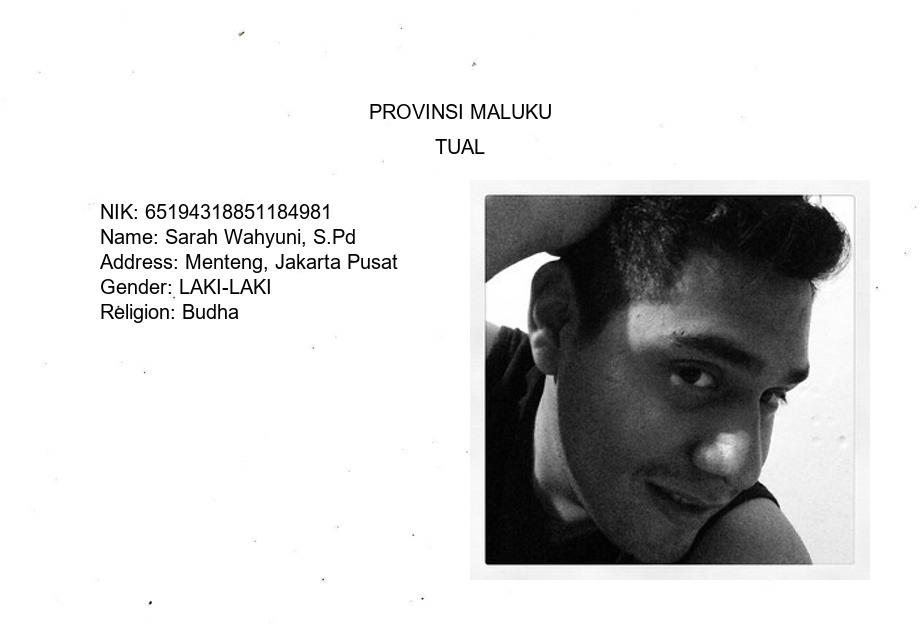 PROVINSI MALUKU
TUAL
NIK: 65194318851184981
Name: Sarah Wahyuni, S.Pd
Address: Menteng, Jakarta Pusat
Gender: LAKI-LAKI
Religion: Budha